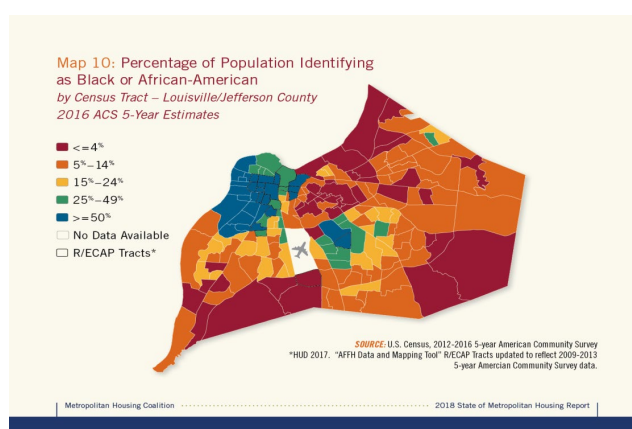 Map 10: Percentage of Population Identifying
as Black or African-American
by Census Tract – Louisville/Jefferson County
2016 ACS 5-Year Estimates
<=4%
5%–14%
15%–24%
25%–49%
>=50%
No Data Available
R/ECAP Tracts*
SOURCE: U.S. Census, 2012-2016 5-year American Community Survey
*HUD 2017. "AFFH Data and Mapping Tool" R/ECAP Tracts updated to reflect 2009-2013
5-year Amercian Community Survey data.
Metropolitan Housing Coalition
2018 State of Metropolitan Housing Report